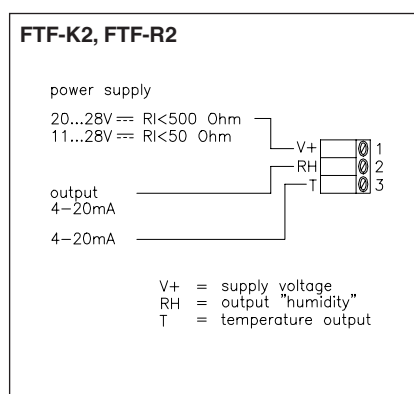 FTF-K2, FTF-R2
power supply
20...28V⎓ RI<500 Ohm
11...28V⎓ RI<50 Ohm
V+ 1
RH 2
T 3
output
4-20mA
4-20mA
V+ = supply voltage
RH = output "humidity"
T = temperature output